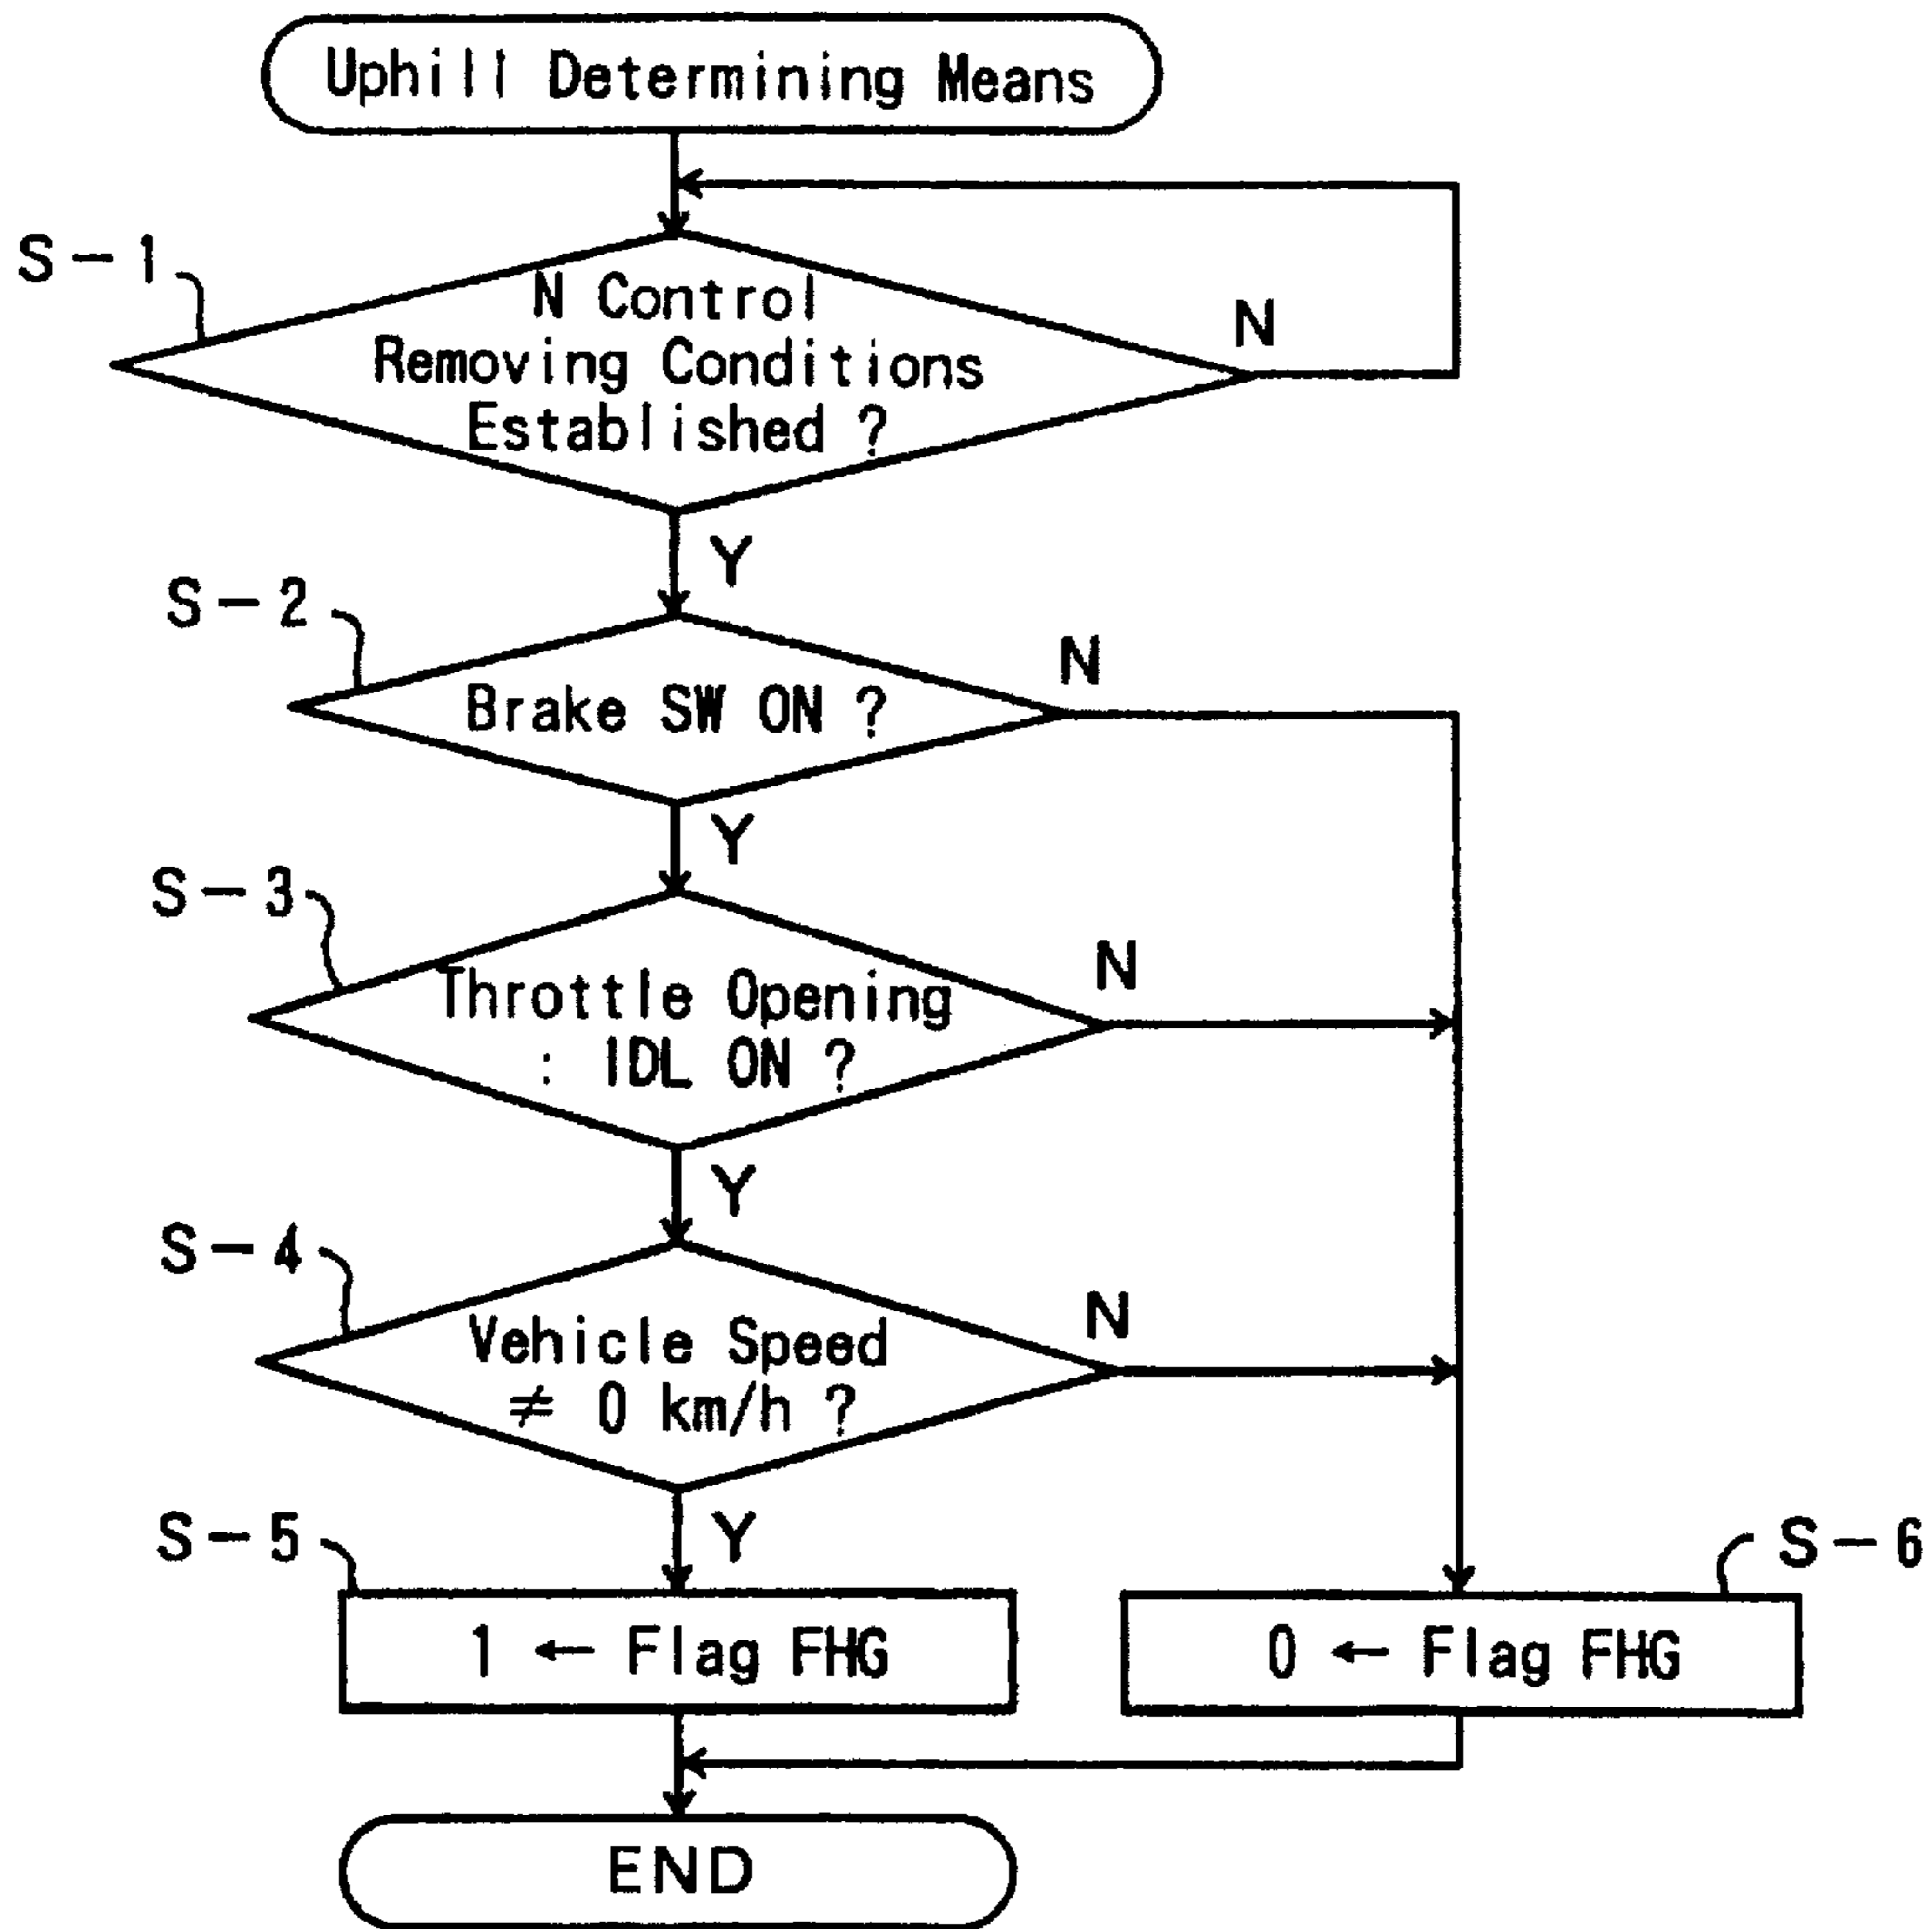 Uphill Determining Means
S-1
N Control
Removing Conditions
Established ?
N
Y
S-2
Brake SW ON ?
N
Y
S-3
Throttle Opening
: IDL ON ?
N
Y
S-4
Vehicle Speed
≠ 0 km/h ?
N
Y
S-5
1 ← Flag FHG
S-6
0 ← Flag FHG
END